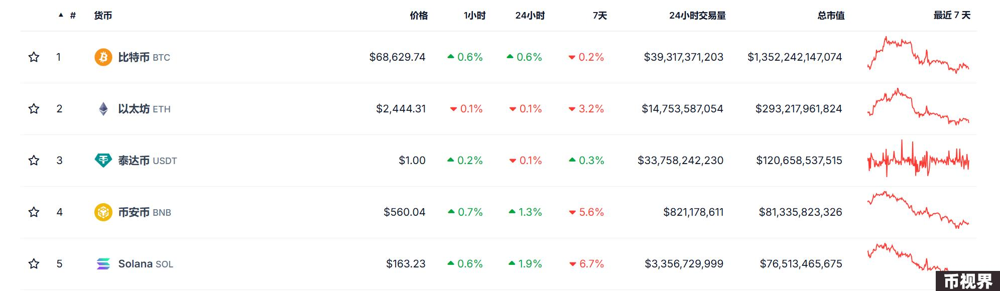 # 货币 价格 1小时 24小时 7天 24小时交易量 总市值 最近 7 天
1 比特币 BTC $68,629.74 0.6% 0.6% 0.2% $39,317,371,203 $1,352,242,147,074
2 以太坊 ETH $2,444.31 0.1% 0.1% 3.2% $14,753,587,054 $293,217,961,824
3 泰达币 USDT $1.00 0.2% 0.1% 0.3% $33,758,242,230 $120,658,537,515
4 币安币 BNB $560.04 0.7% 1.3% 5.6% $821,178,611 $81,335,823,326
5 Solana SOL $163.23 0.6% 1.9% 6.7% $3,356,729,999 $76,513,465,675
币视界